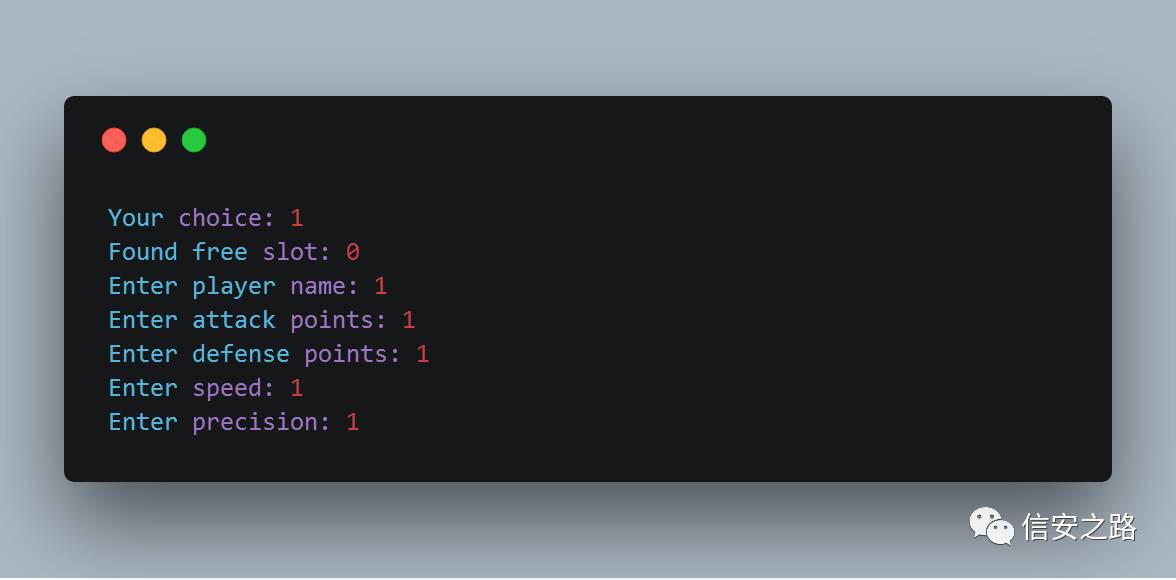 Your choice: 1
Found free slot: 0
Enter player name: 1
Enter attack points: 1
Enter defense points: 1
Enter speed: 1
Enter precision: 1
信安之路